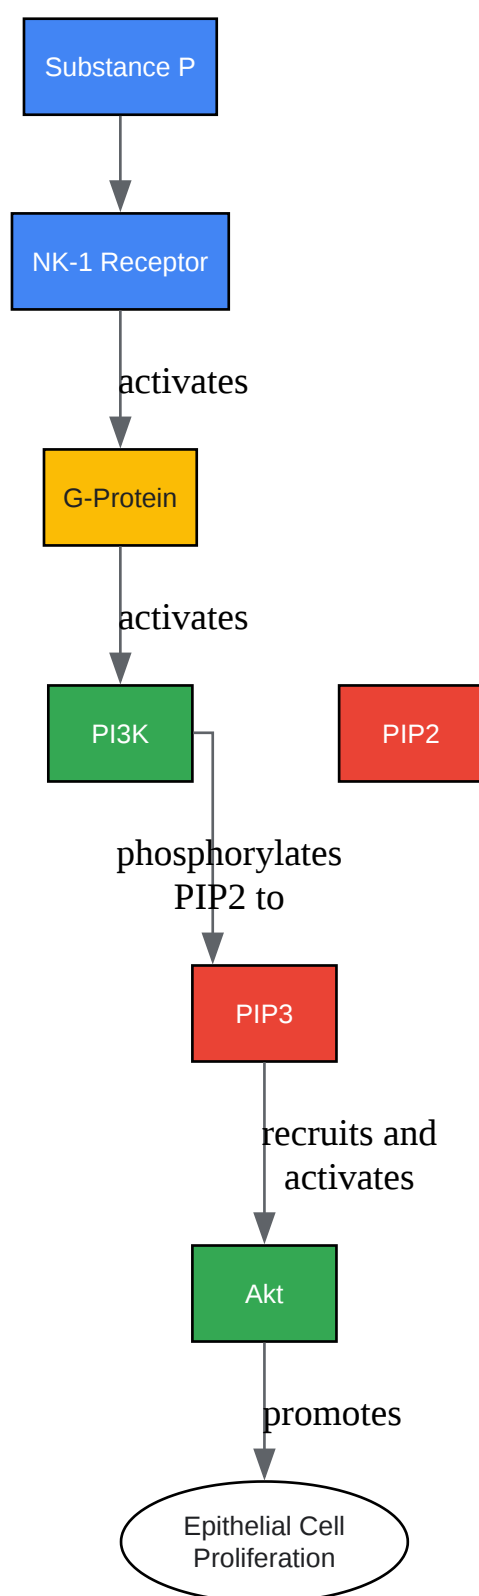 Substance P
NK-1 Receptor
activates
G-Protein
activates
PI3K
PIP2
phosphorylates
PIP2 to
PIP3
recruits and
activates
Akt
promotes
Epithelial Cell
Proliferation